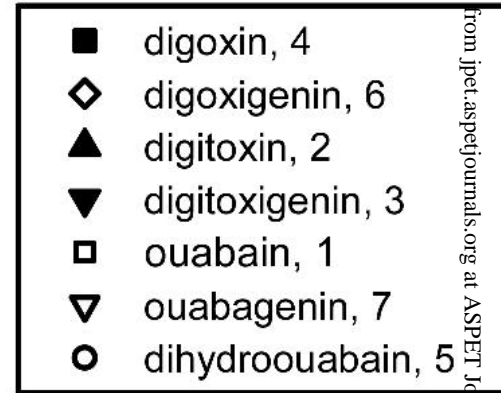 digoxin, 4
digoxigenin, 6
digitoxin, 2
digitoxigenin, 3
ouabain, 1
ouabagenin, 7
dihydroouabain, 5
from jpet.aspetjournals.org at ASPET